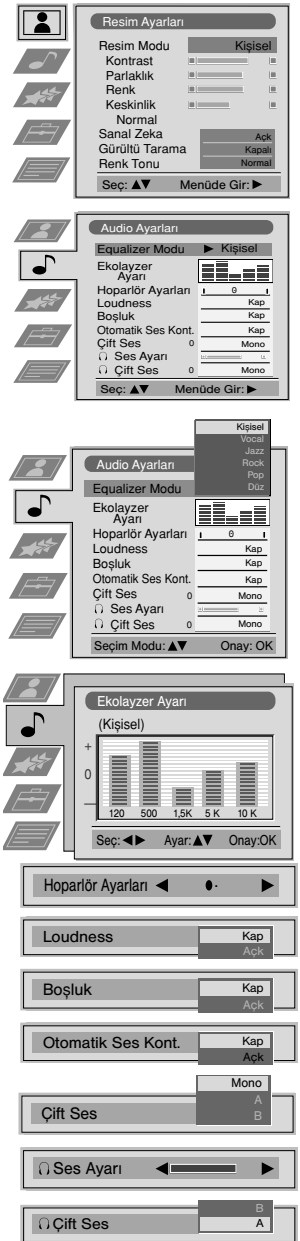 Resim Ayarları
Resim Modu Kişisel
Kontrast
Parlaklık
Renk
Keskinlik
Normal
Sanal Zeka Açk
Gürültü Tarama Kapalı
Renk Tonu Normal
Seç: ▲▼ Menüde Gir: ►
Audio Ayarları
Equalizer Modu ► Kişisel
Ekolayzer
Ayarı
Hoparlör Ayarları 0
Loudness Kap
Boşluk Kap
Otomatik Ses Kont. Kap
Çift Ses 0 Mono
Ses Ayarı
Çift Ses 0 Mono
Seç: ▲▼ Menüde Gir: ►
Kişisel
Vocal
Jazz
Rock
Pop
Düz
Audio Ayarları
Equalizer Modu
Ekolayzer
Ayarı
Hoparlör Ayarları 0
Loudness Kap
Boşluk Kap
Otomatik Ses Kont. Kap
Çift Ses 0 Mono
Ses Ayarı
Çift Ses 0 Mono
Seçim Modu: ▲▼ Onay: OK
Ekolayzer Ayarı
(Kişisel)
+
0
—
120 500 1,5K 5 K 10 K
Seç: ◄► Ayar: ▲▼ Onay:OK
Hoparlör Ayarları ◄ ►
Loudness Kap
Açk
Boşluk Kap
Açk
Otomatik Ses Kont. Kap
Açk
Mono
A
B
Çift Ses
Ses Ayarı ◄ ►
B
Çift Ses A